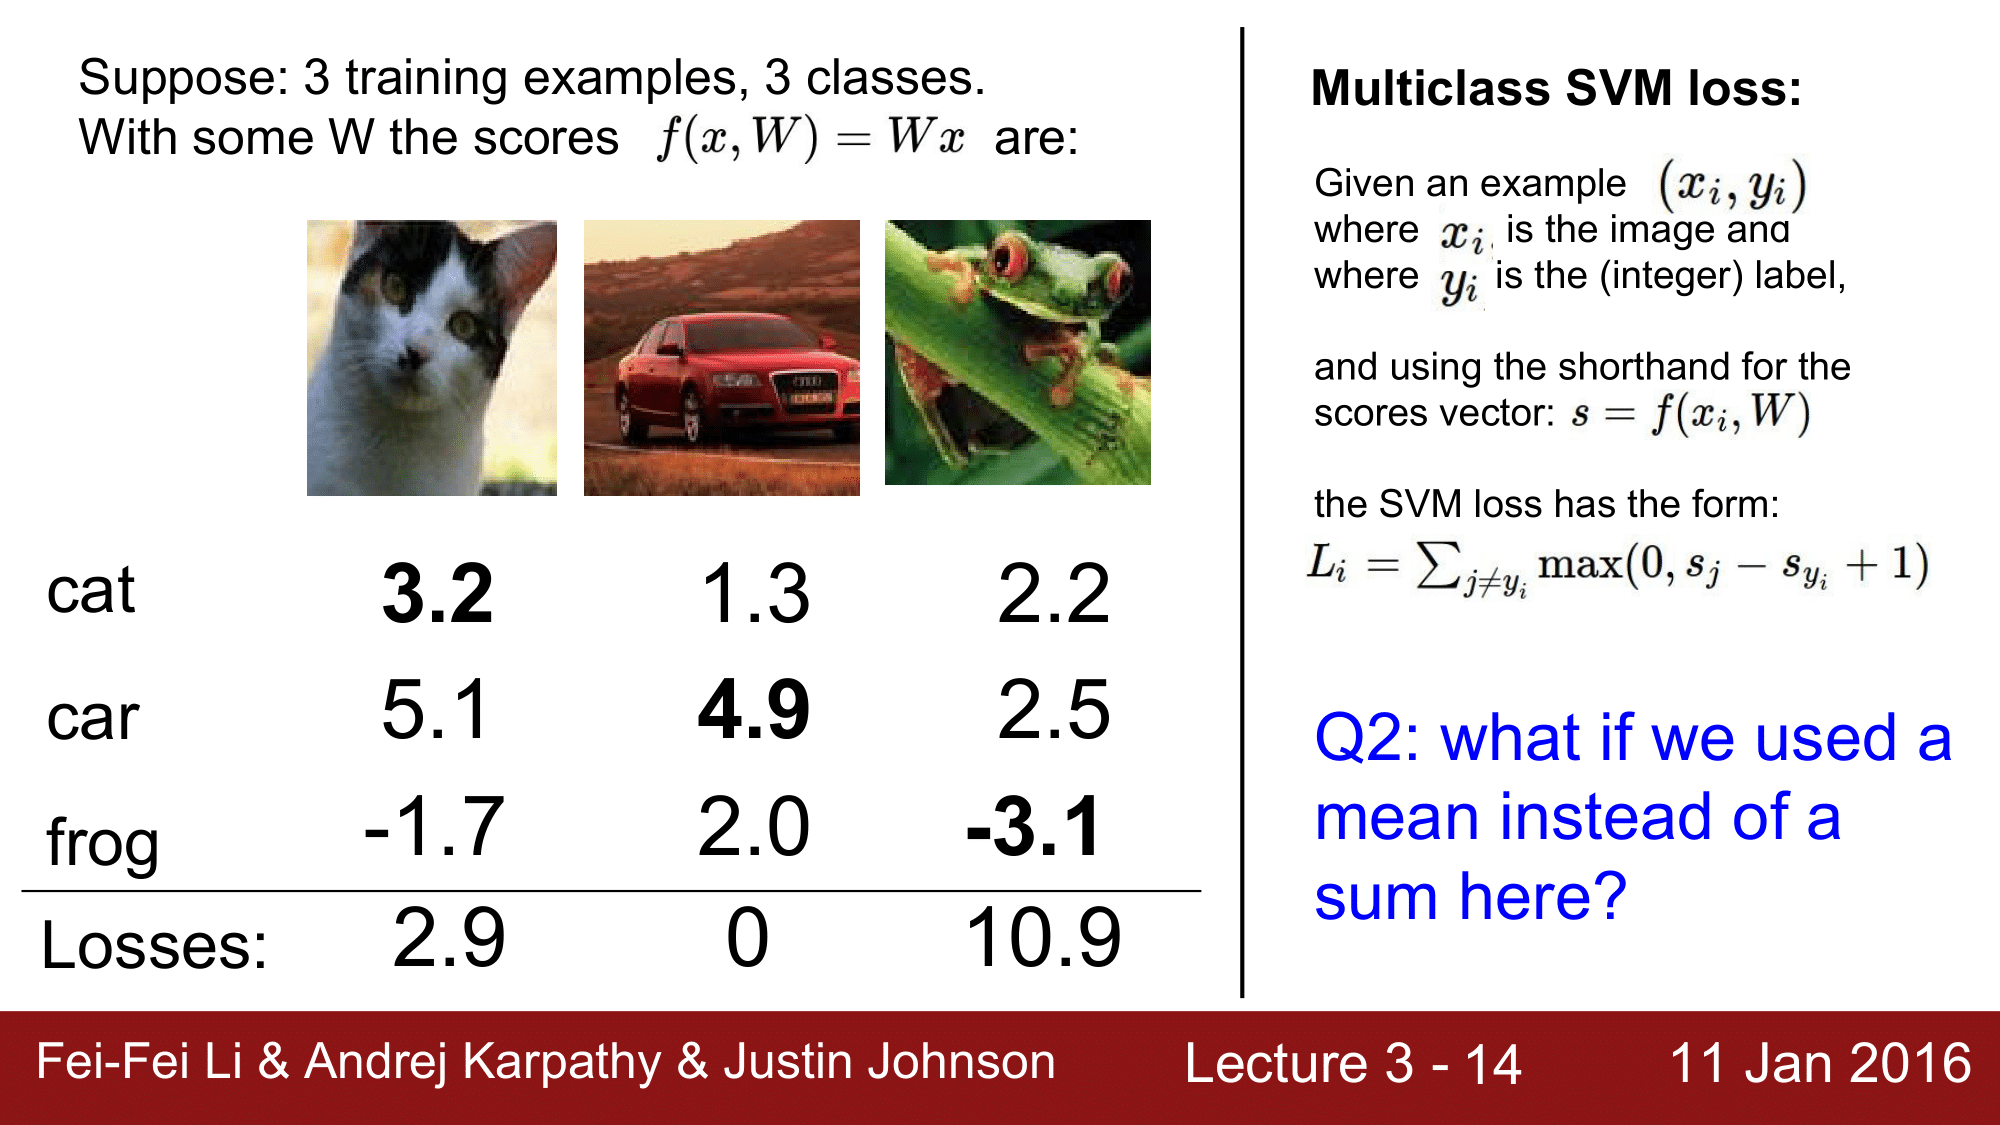 Suppose: 3 training examples, 3 classes.
With some W the scores f(x, W) = Wx are:
cat 3.2 1.3 2.2
car 5.1 4.9 2.5
frog -1.7 2.0 -3.1
Losses: 2.9 0 10.9
Multiclass SVM loss:
Given an example (x_i, y_i)
where x_i is the image and
where y_i is the (integer) label,
and using the shorthand for the
scores vector: s = f(x_i, W)
the SVM loss has the form:
L_i = ∑_{j≠y_i} max(0, s_j − s_{y_i} + 1)
Q2: what if we used a
mean instead of a
sum here?
Fei-Fei Li & Andrej Karpathy & Justin Johnson Lecture 3 - 14 11 Jan 2016